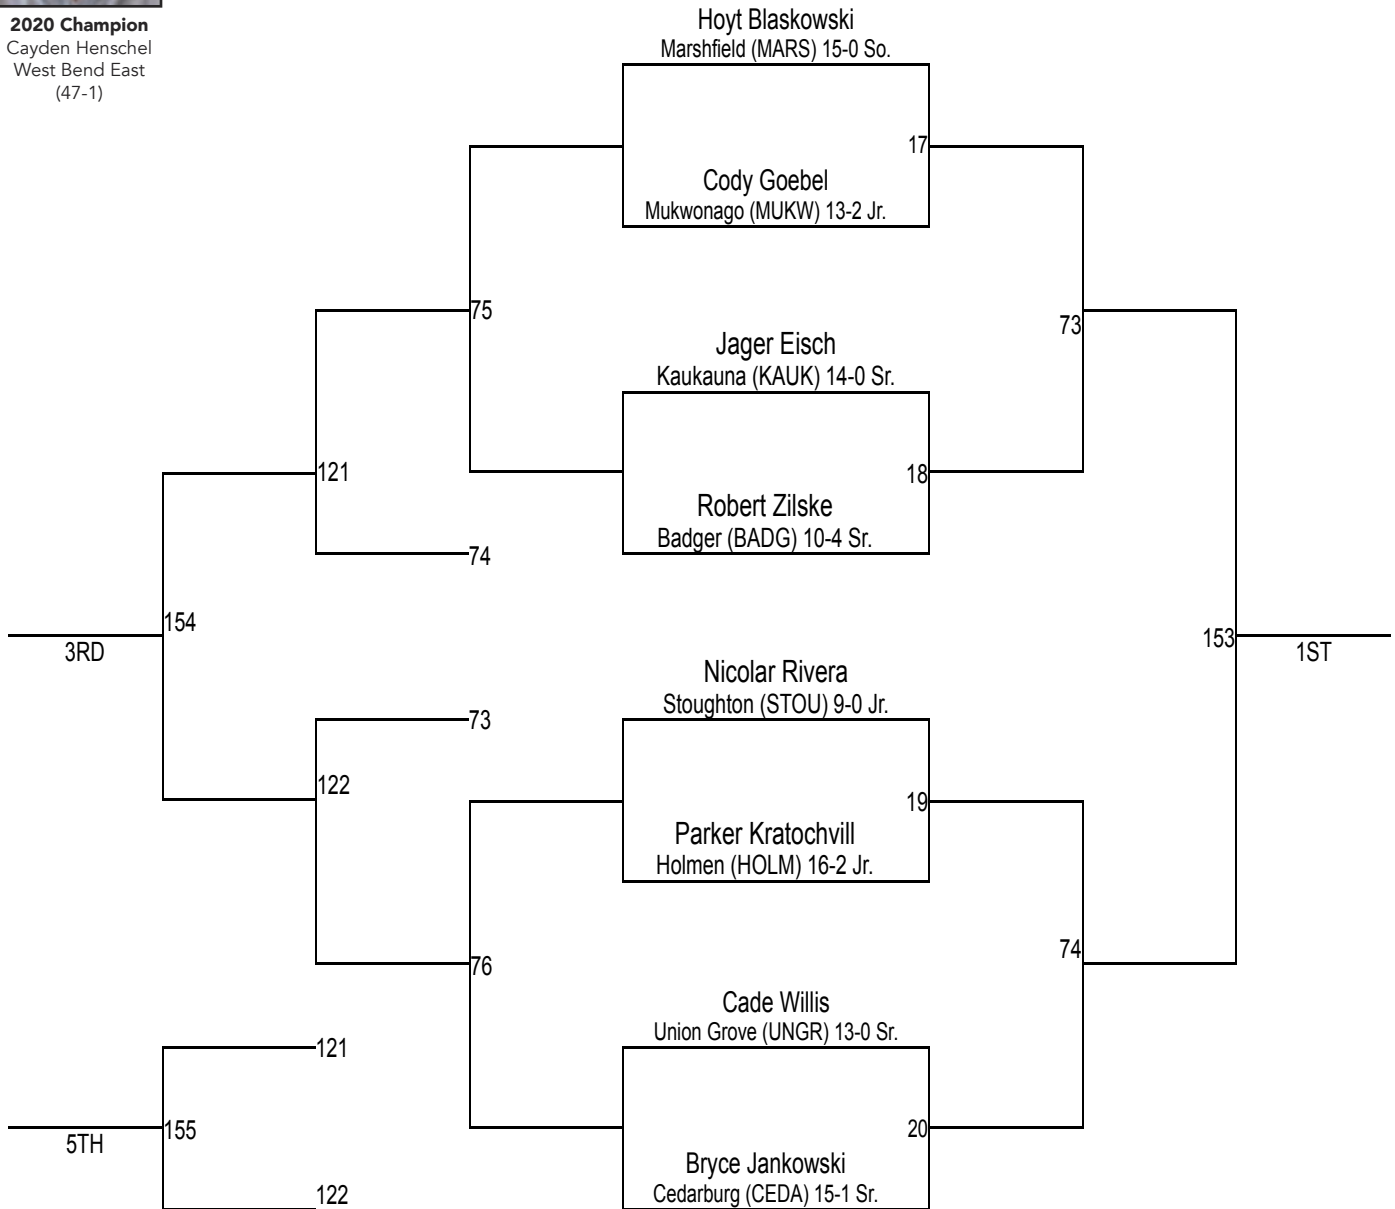 2020 Champion
Cayden Henschel
West Bend East
(47-1)
Hoyt Blaskowski
Marshfield (MARS) 15-0 So.
17
Cody Goebel
Mukwonago (MUKW) 13-2 Jr.
75
73
Jager Eisch
Kaukauna (KAUK) 14-0 Sr.
121
18
Robert Zilske
Badger (BADG) 10-4 Sr.
74
154
3RD
153
1ST
Nicolar Rivera
Stoughton (STOU) 9-0 Jr.
73
122
19
Parker Kratochvill
Holmen (HOLM) 16-2 Jr.
76
74
Cade Willis
Union Grove (UNGR) 13-0 Sr.
121
155
5TH
20
Bryce Jankowski
Cedarburg (CEDA) 15-1 Sr.
122